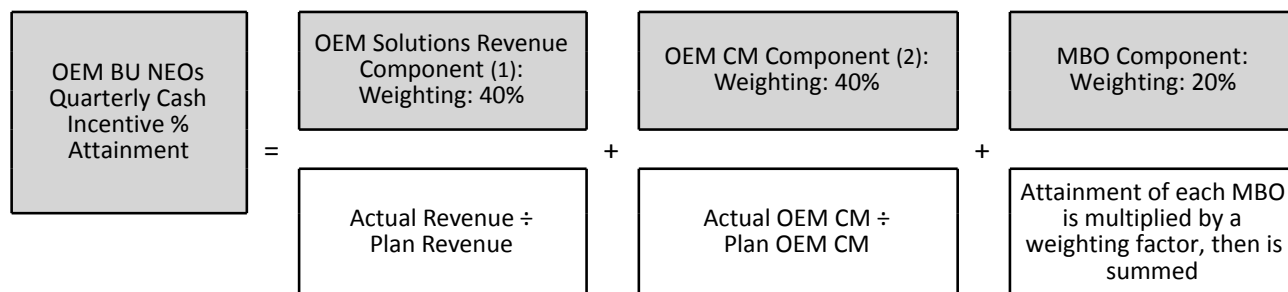 OEM BU NEOs
Quarterly Cash
Incentive %
Attainment
=
OEM Solutions Revenue
Component (1):
Weighting: 40%
Actual Revenue ÷
Plan Revenue
+
OEM CM Component (2):
Weighting: 40%
Actual OEM CM ÷
Plan OEM CM
+
MBO Component:
Weighting: 20%
Attainment of each MBO
is multiplied by a
weighting factor, then is
summed